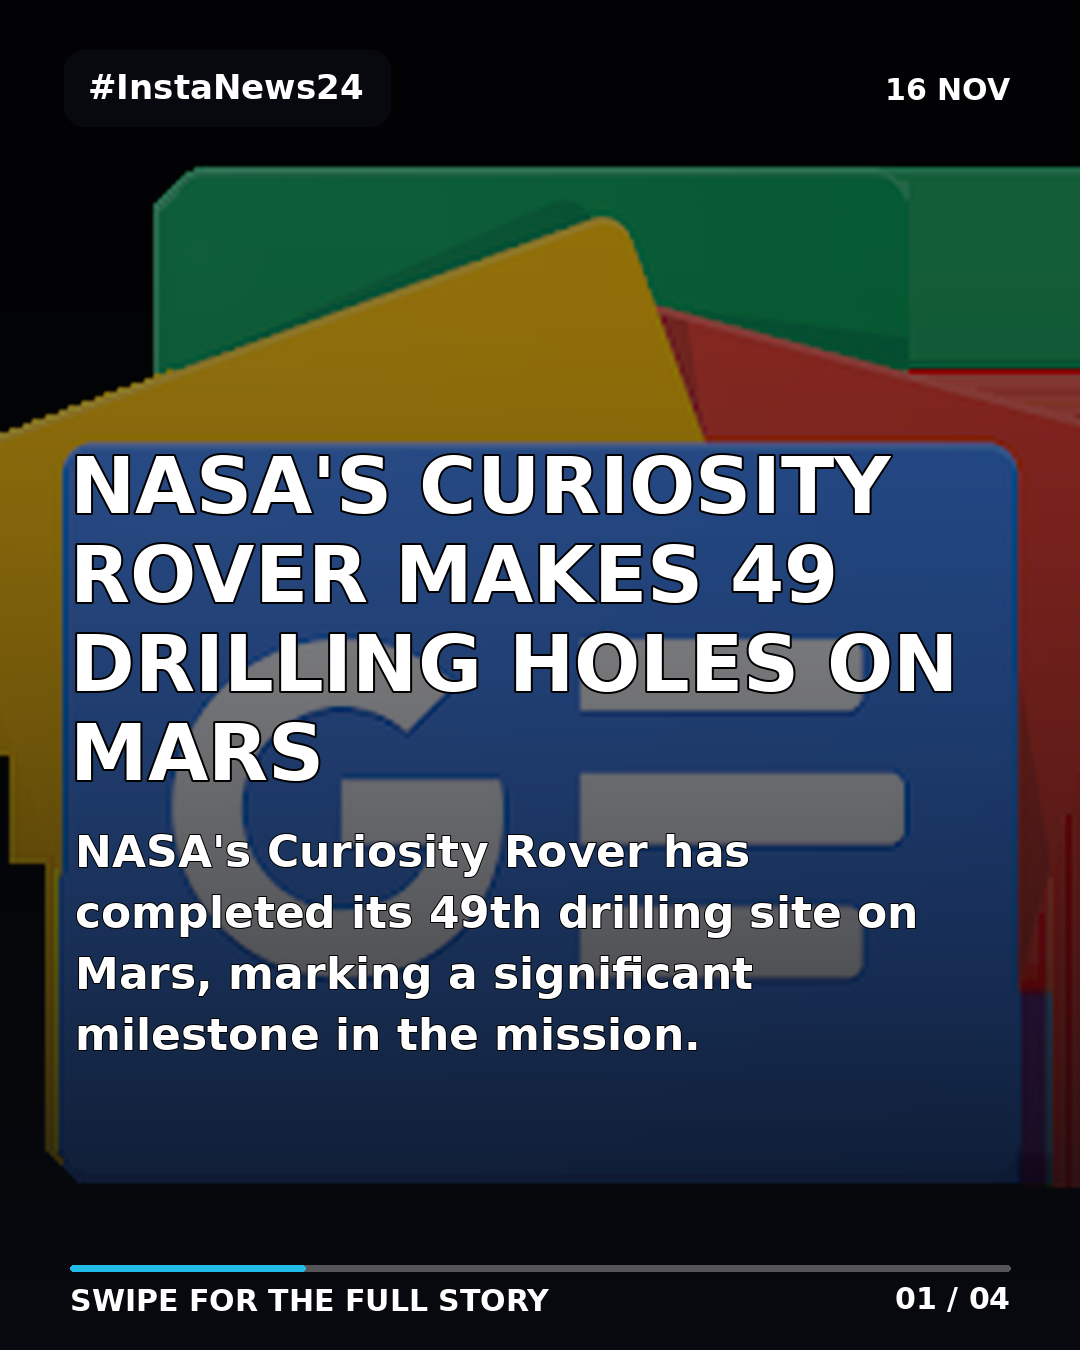 #InstaNews24
16 NOV
NASA'S CURIOSITY
ROVER MAKES 49
DRILLING HOLES ON
MARS
NASA's Curiosity Rover has
completed its 49th drilling site on
Mars, marking a significant
milestone in the mission.
SWIPE FOR THE FULL STORY
01 / 04